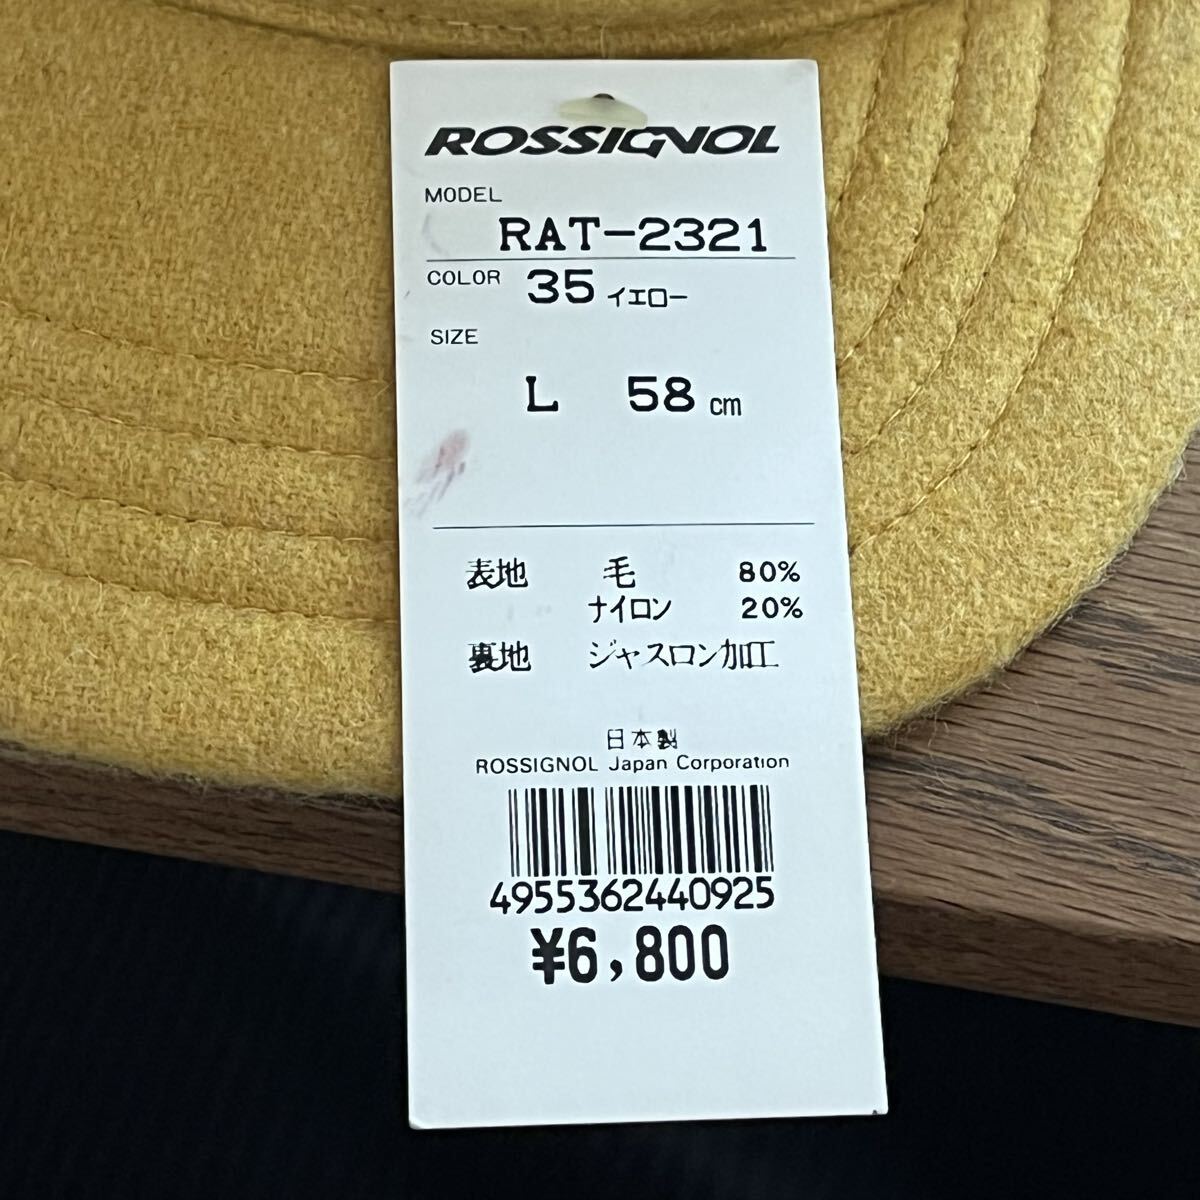 ROSSIGNOL
MODEL
RAT-2321
COLOR 35 イエロー
SIZE
L 58 cm
表地 毛 80%
ナイロン 20%
裏地 ジャスロン加工
日本製
ROSSIGNOL Japan Corporation
4955362440925
¥6,800